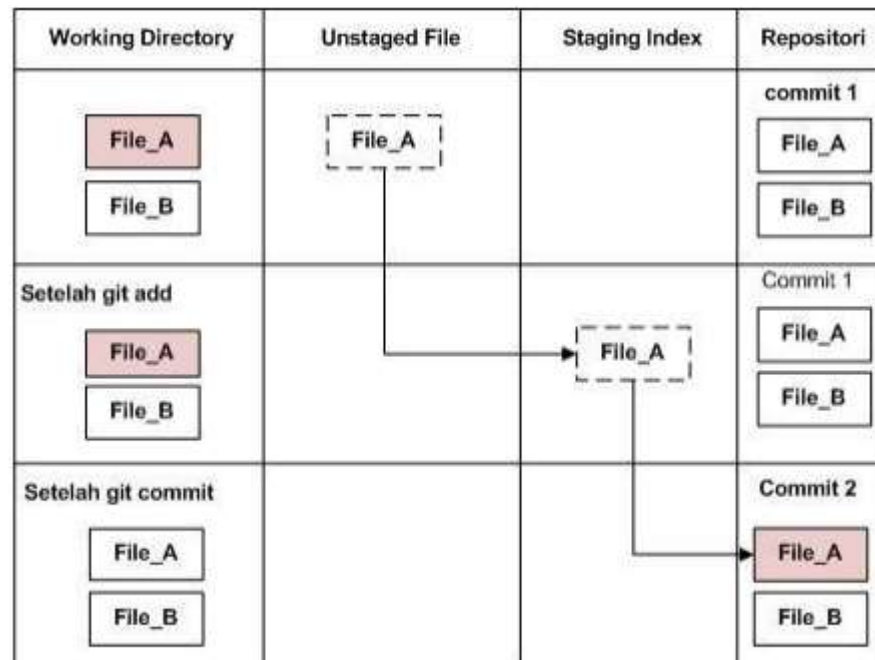 Working Directory
Unstaged File
Staging Index
Repositori
commit 1
File_A
File_A
File_A
File_B
File_B
Setelah git add
Commit 1
File_A
File_A
File_A
File_B
File_B
Setelah git commit
Commit 2
File_A
File_A
File_B
File_B